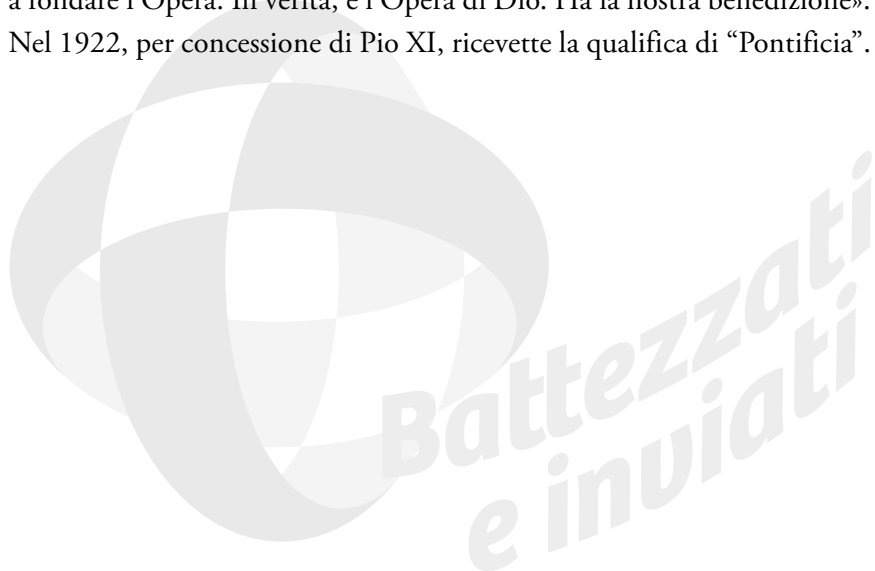 a fondare l’Opera. In verità, è l’Opera di Dio. Ha la nostra benedizione».
Nel 1922, per concessione di Pio XI, ricevette la qualifica di “Pontificia”.
Battezzati
e inviati